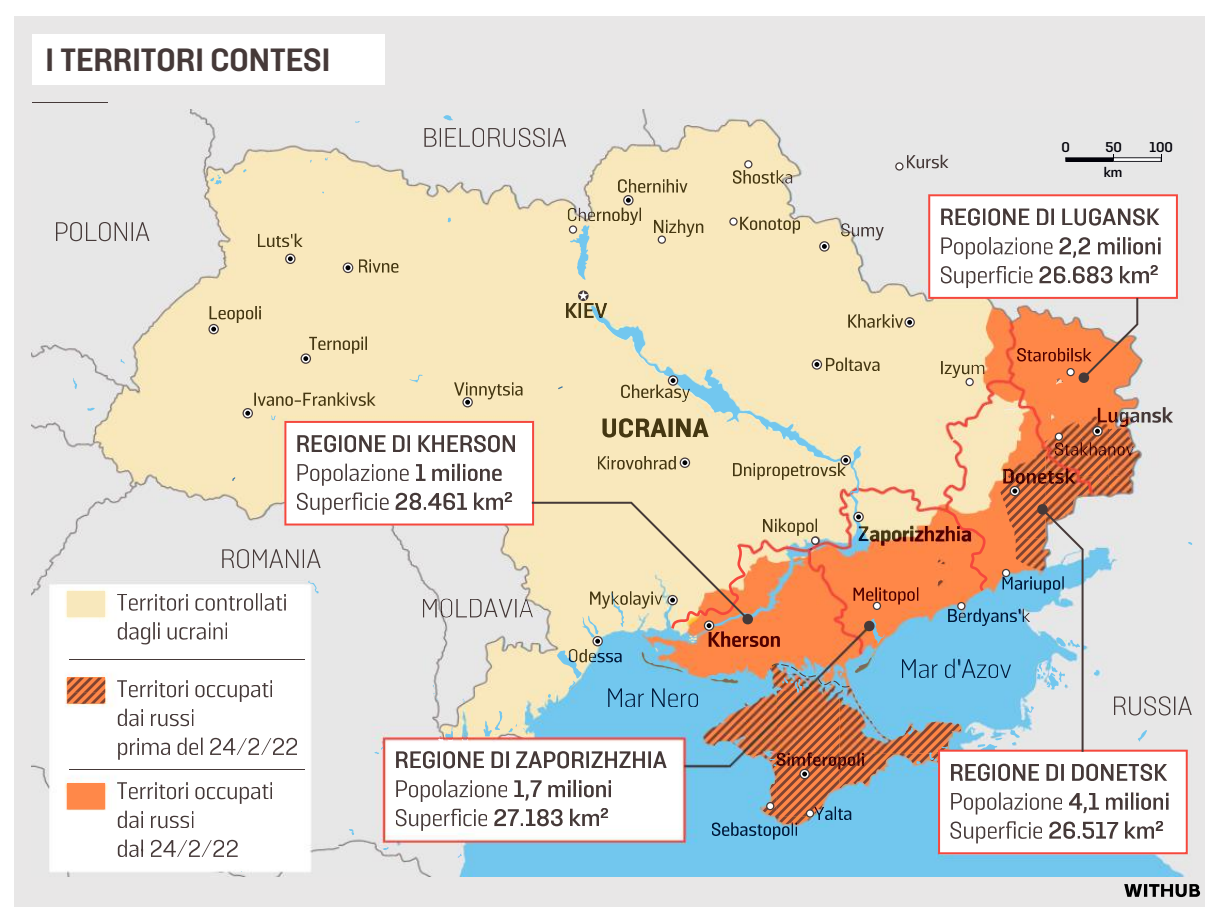 I TERRITORI CONTESI
BIELORUSSIA
POLONIA
ROMANIA
MOLDAVIA
RUSSIA
UCRAINA
Mar Nero
Mar d'Azov
0 50 100
km
Kursk
Shostka
Chernihiv
Chernobyl
Nizhyn
Konotop
Sumy
Luts'k
Rivne
KIEV
Leopoli
Ternopil
Kharkiv
Poltava
Izyum
Starobilsk
Ivano-Frankivsk
Vinnytsia
Cherkasy
Lugansk
Stakhanov
Kirovohrad
Dnipropetrovsk
Donetsk
Nikopol
Zaporizhzhia
Mariupol
Mykolayiv
Melitopol
Berdyans'k
Kherson
Odessa
Simferopoli
Sebastopoli
Yalta
REGIONE DI LUGANSK
Popolazione 2,2 milioni
Superficie 26.683 km²
REGIONE DI KHERSON
Popolazione 1 milione
Superficie 28.461 km²
REGIONE DI ZAPORIZHZHIA
Popolazione 1,7 milioni
Superficie 27.183 km²
REGIONE DI DONETSK
Popolazione 4,1 milioni
Superficie 26.517 km²
Territori controllati
dagli ucraini
Territori occupati
dai russi
prima del 24/2/22
Territori occupati
dai russi
dal 24/2/22
WITHUB